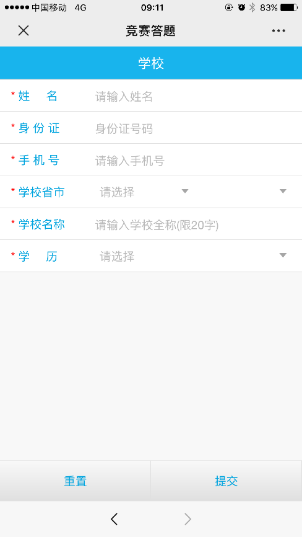 中国移动 4G 09:11 83%
竞赛答题
学校
* 姓 名 请输入姓名
* 身 份 证 身份证号码
* 手 机 号 请输入手机号
* 学校省市 请选择
* 学校名称 请输入学校全称(限20字)
* 学 历 请选择
重置 提交